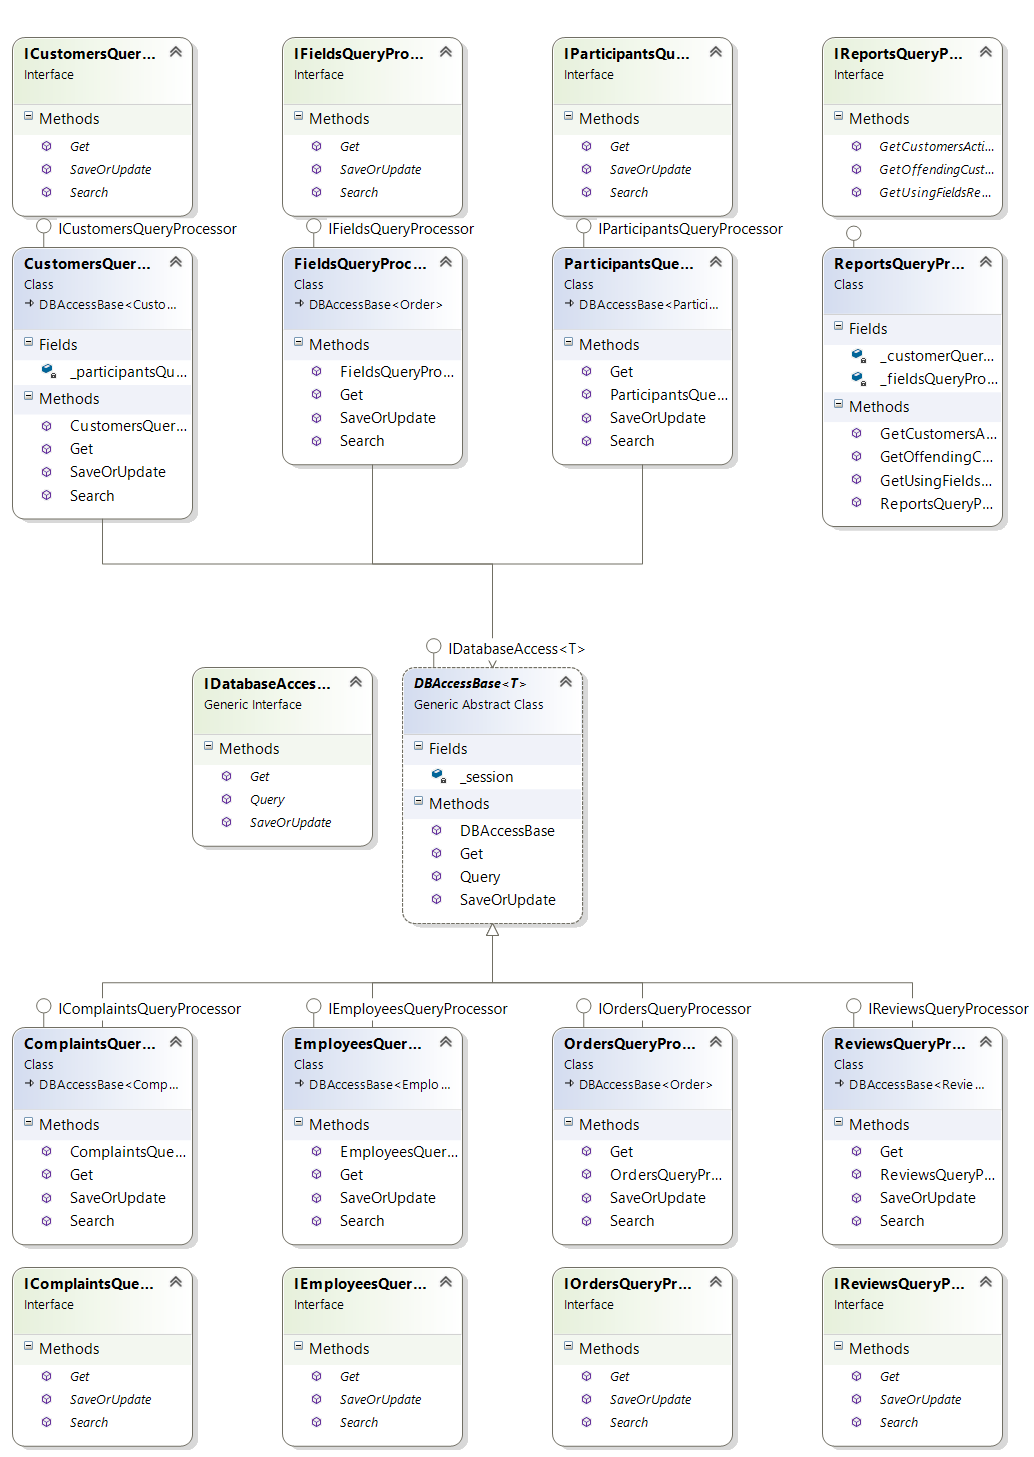 ICustomersQuer...
Interface
Methods
Get
SaveOrUpdate
Search
IFieldsQueryPro...
Interface
Methods
Get
SaveOrUpdate
Search
IParticipantsQu...
Interface
Methods
Get
SaveOrUpdate
Search
IReportsQueryP...
Interface
Methods
GetCustomersActi...
GetOffendingCust...
GetUsingFieldsRe...
ICustomersQueryProcessor
CustomersQuer...
Class
DBAccessBase<Custo...
Fields
_participantsQu...
Methods
CustomersQuer...
Get
SaveOrUpdate
Search
IFieldsQueryProcessor
FieldsQueryProc...
Class
DBAccessBase<Order>
Methods
FieldsQueryPro...
Get
SaveOrUpdate
Search
IParticipantsQueryProcessor
ParticipantsQue...
Class
DBAccessBase<Partici...
Methods
Get
ParticipantsQue...
SaveOrUpdate
Search
ReportsQueryPr...
Class
Fields
_customerQuer...
_fieldsQueryPro...
Methods
GetCustomersA...
GetOffendingC...
GetUsingFields...
ReportsQueryP...
IDatabaseAcces...
Generic Interface
Methods
Get
Query
SaveOrUpdate
IDatabaseAccess<T>
DBAccessBase<T>
Generic Abstract Class
Fields
_session
Methods
DBAccessBase
Get
Query
SaveOrUpdate
IComplaintsQueryProcessor
ComplaintsQuer...
Class
DBAccessBase<Comp...
Methods
ComplaintsQue...
Get
SaveOrUpdate
Search
IEmployeesQueryProcessor
EmployeesQuer...
Class
DBAccessBase<Emplo...
Methods
EmployeesQuer...
Get
SaveOrUpdate
Search
IOrdersQueryProcessor
OrdersQueryPro...
Class
DBAccessBase<Order>
Methods
Get
OrdersQueryPr...
SaveOrUpdate
Search
IReviewsQueryProcessor
ReviewsQueryPr...
Class
DBAccessBase<Revie...
Methods
Get
ReviewsQueryP...
SaveOrUpdate
Search
IComplaintsQue...
Interface
Methods
Get
SaveOrUpdate
Search
IEmployeesQuer...
Interface
Methods
Get
SaveOrUpdate
Search
IOrdersQueryPr...
Interface
Methods
Get
SaveOrUpdate
Search
IReviewsQueryP...
Interface
Methods
Get
SaveOrUpdate
Search